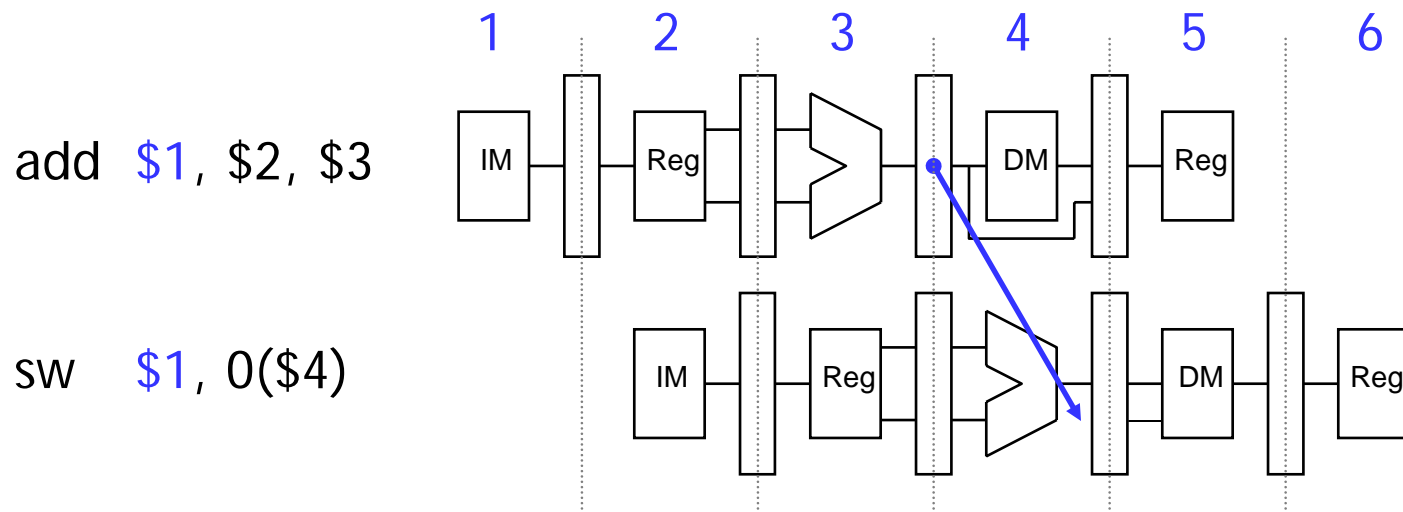 1 2 3 4 5 6
add $1, $2, $3 IM Reg DM Reg
sw $1, 0($4) IM Reg DM Reg